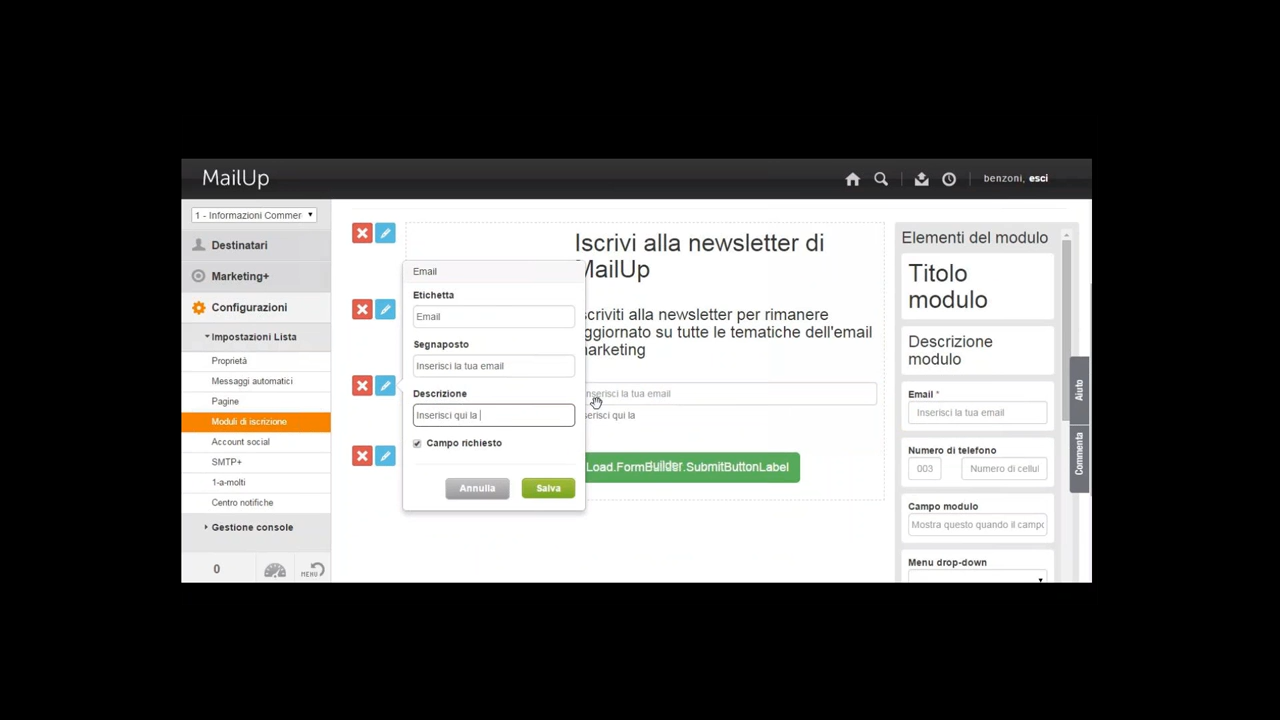 MailUp
benzoni, esci
1 - Informazioni Commer
Destinatari
Marketing+
Configurazioni
Impostazioni Lista
Proprietà
Messaggi automatici
Pagine
Moduli di iscrizione
Account social
SMTP+
1-a-molti
Centro notifiche
Gestione console
0
MENU
Iscrivi alla newsletter di
MailUp
scriviti alla newsletter per rimanere
ggiornato su tutte le tematiche dell'email
arketing
nserisci la tua email
serisci qui la
Load.FormBuilder.SubmitButtonLabel
Email
Etichetta
Email
Segnaposto
Inserisci la tua email
Descrizione
Inserisci qui la
Campo richiesto
Annulla
Salva
Elementi del modulo
Titolo
modulo
Descrizione
modulo
Email *
Inserisci la tua email
Numero di telefono
003
Numero di cellul
Campo modulo
Mostra questo quando il campo
Menu drop-down
Aiuto
Commenta